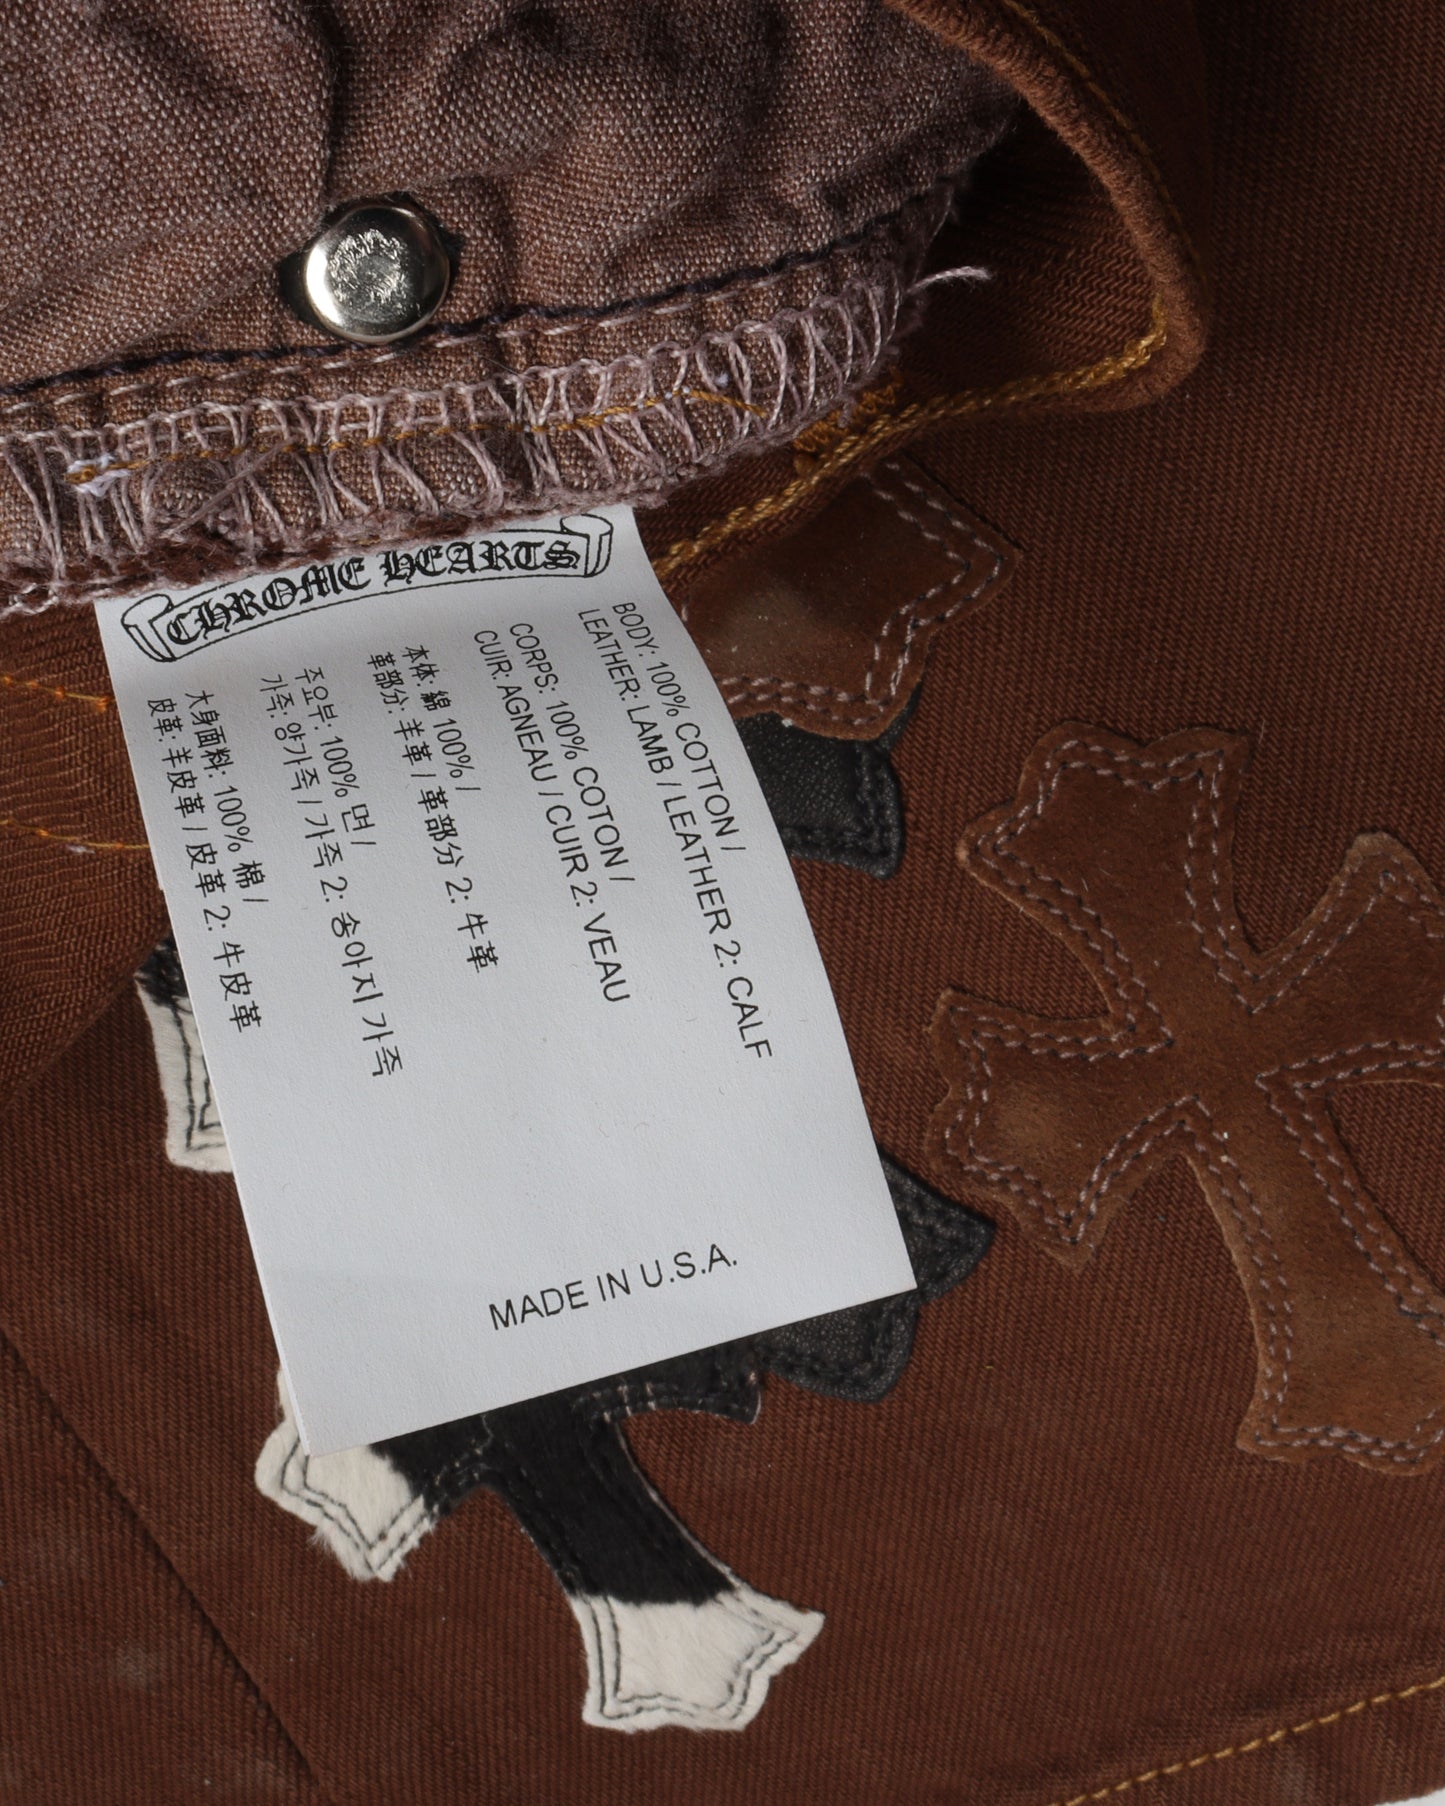 CHROME HEARTS
BODY: 100% COTTON /
LEATHER: LAMB / LEATHER 2: CALF
CORPS: 100% COTON /
CUIR: AGNEAU / CUIR 2: VEAU
本体: 綿 100% /
革部分: 羊革 / 革部分 2: 牛革
주요부: 100% 면 /
가죽: 양가죽 / 가죽 2: 송아지 가죽
大身面料: 100% 棉 /
皮革: 羊皮革 / 皮革 2: 牛皮革
MADE IN U.S.A.